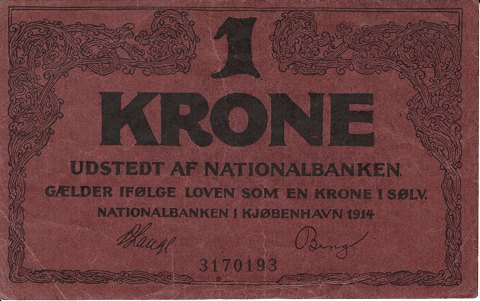 1
KRONE
UDSTEDT AF NATIONALBANKEN.
GÆLDER IFØLGE LOVEN SOM EN KRONE I SØLV.
NATIONALBANKEN I KJØBENHAVN 1914
3170193